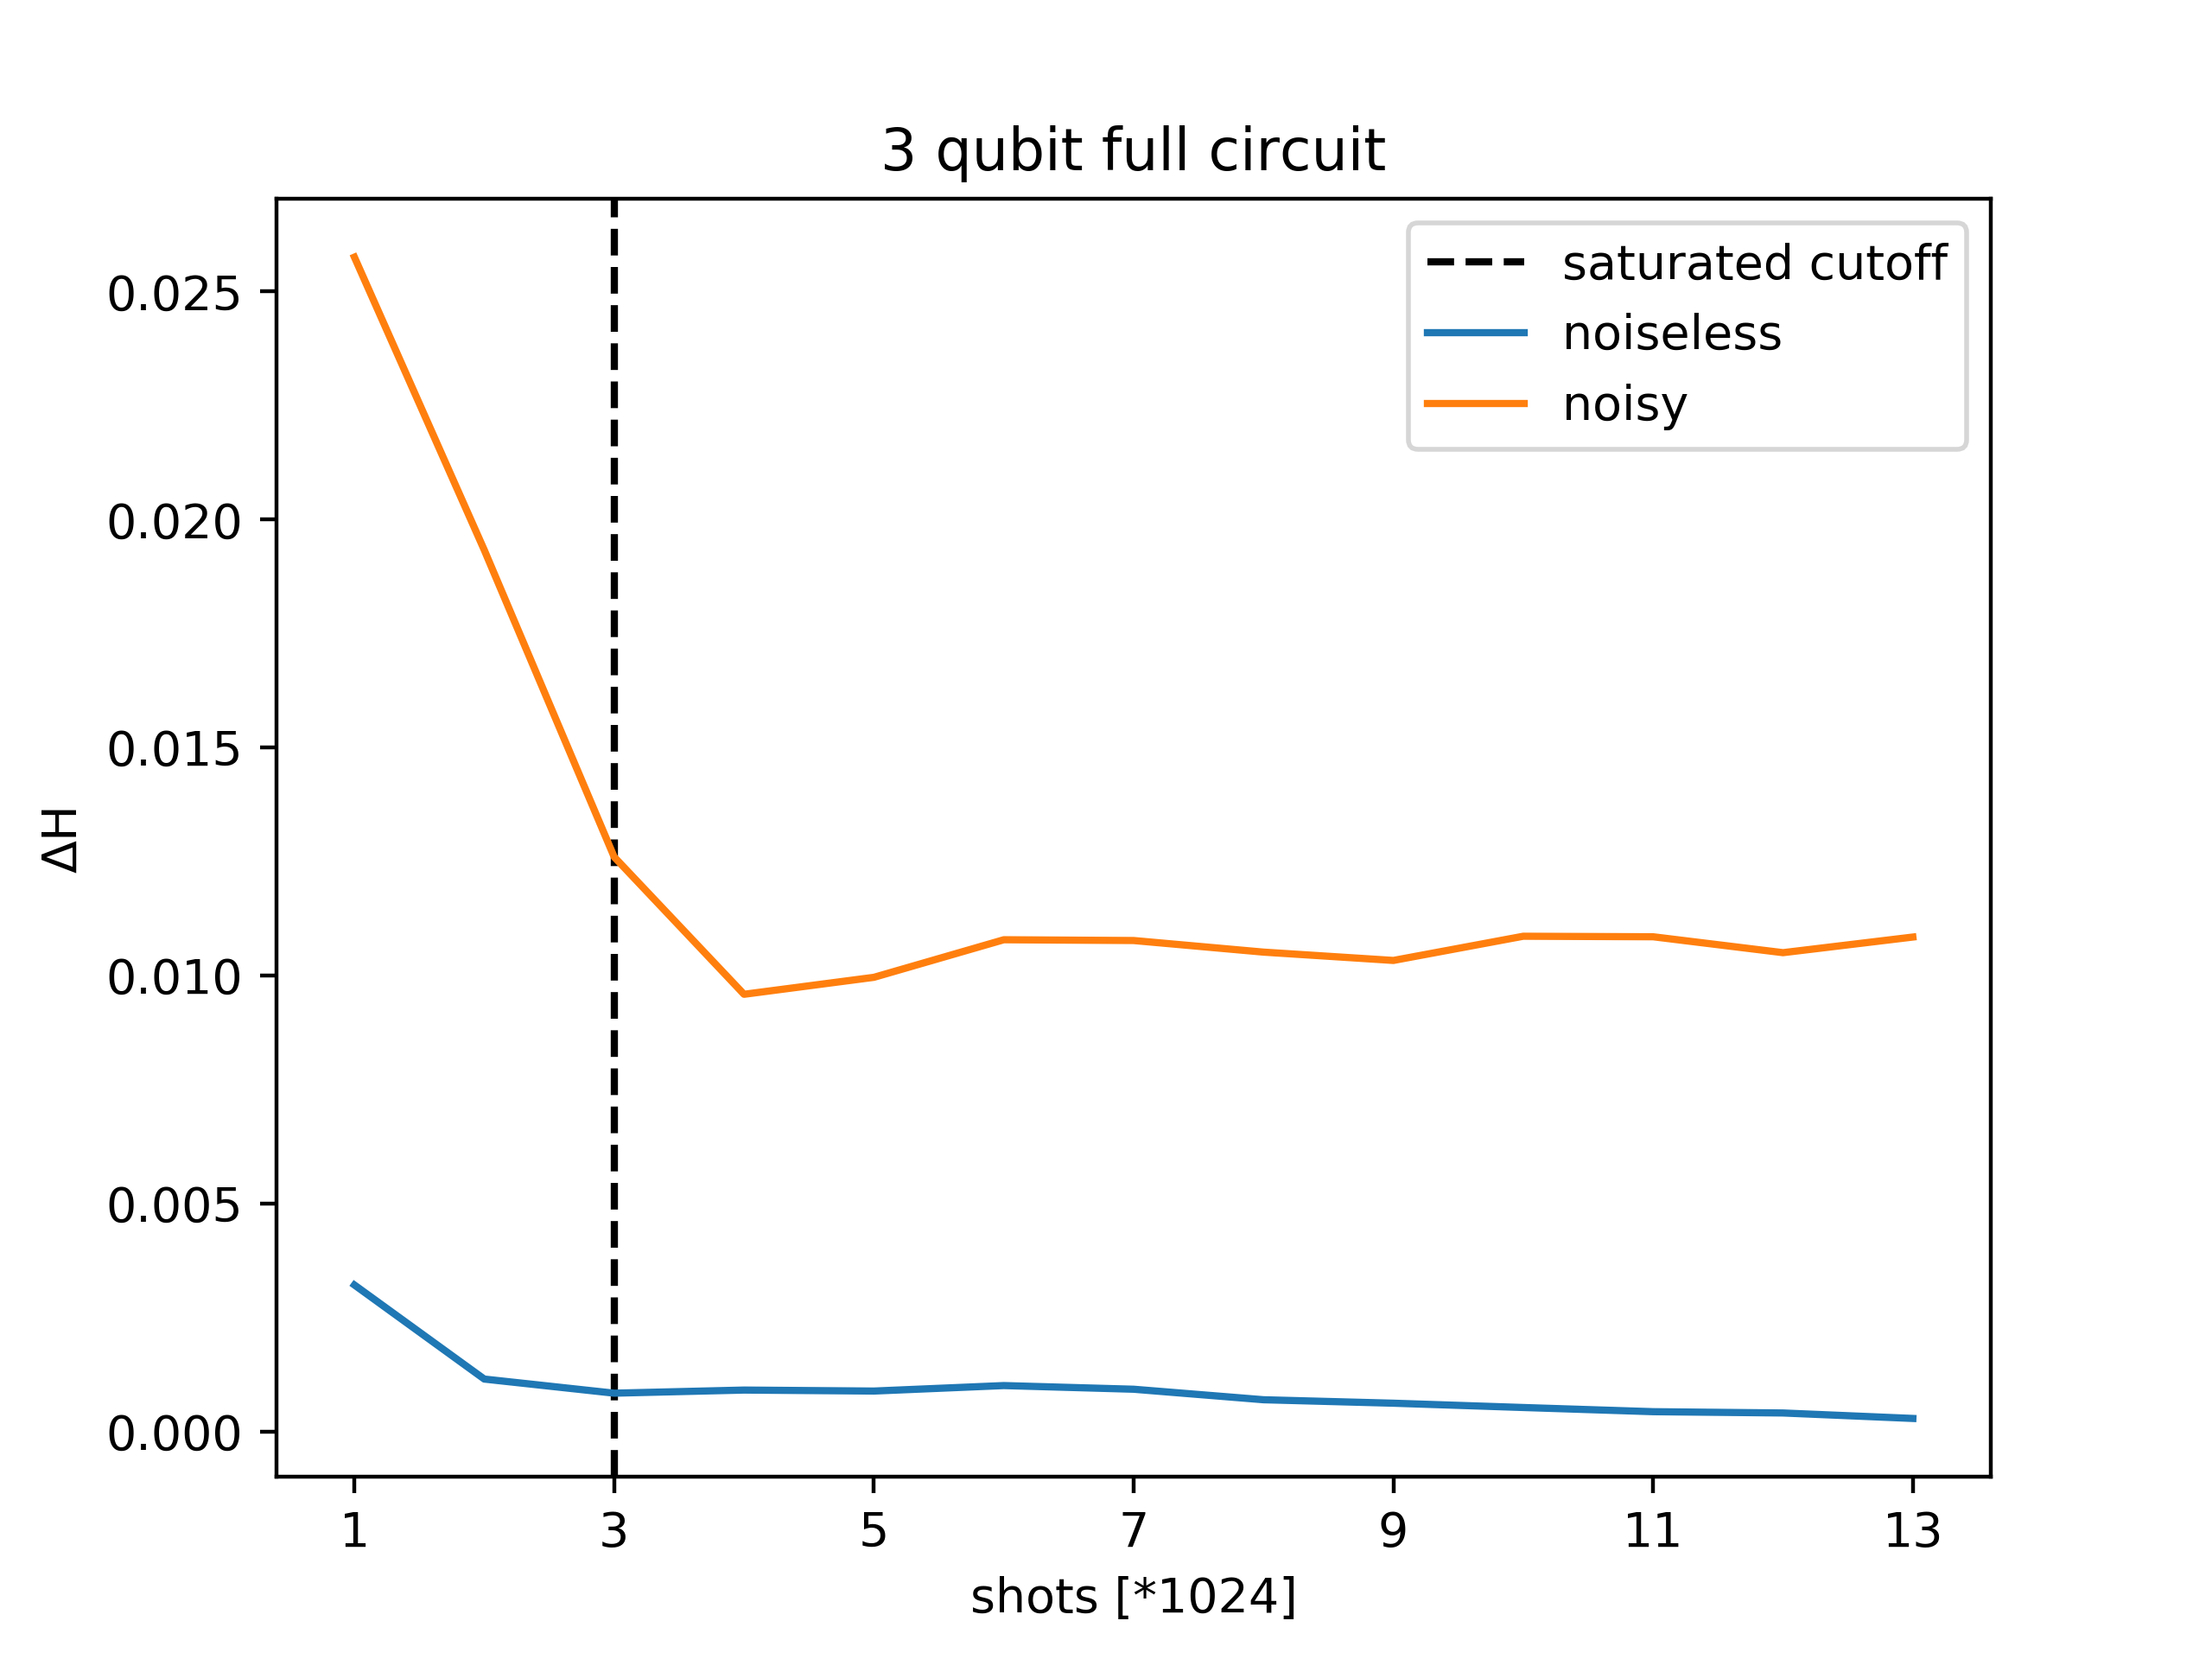 3 qubit full circuit
saturated cutoff
noiseless
noisy
0.025
0.020
0.015
0.010
0.005
0.000
ΔH
1 3 5 7 9 11 13
shots [*1024]